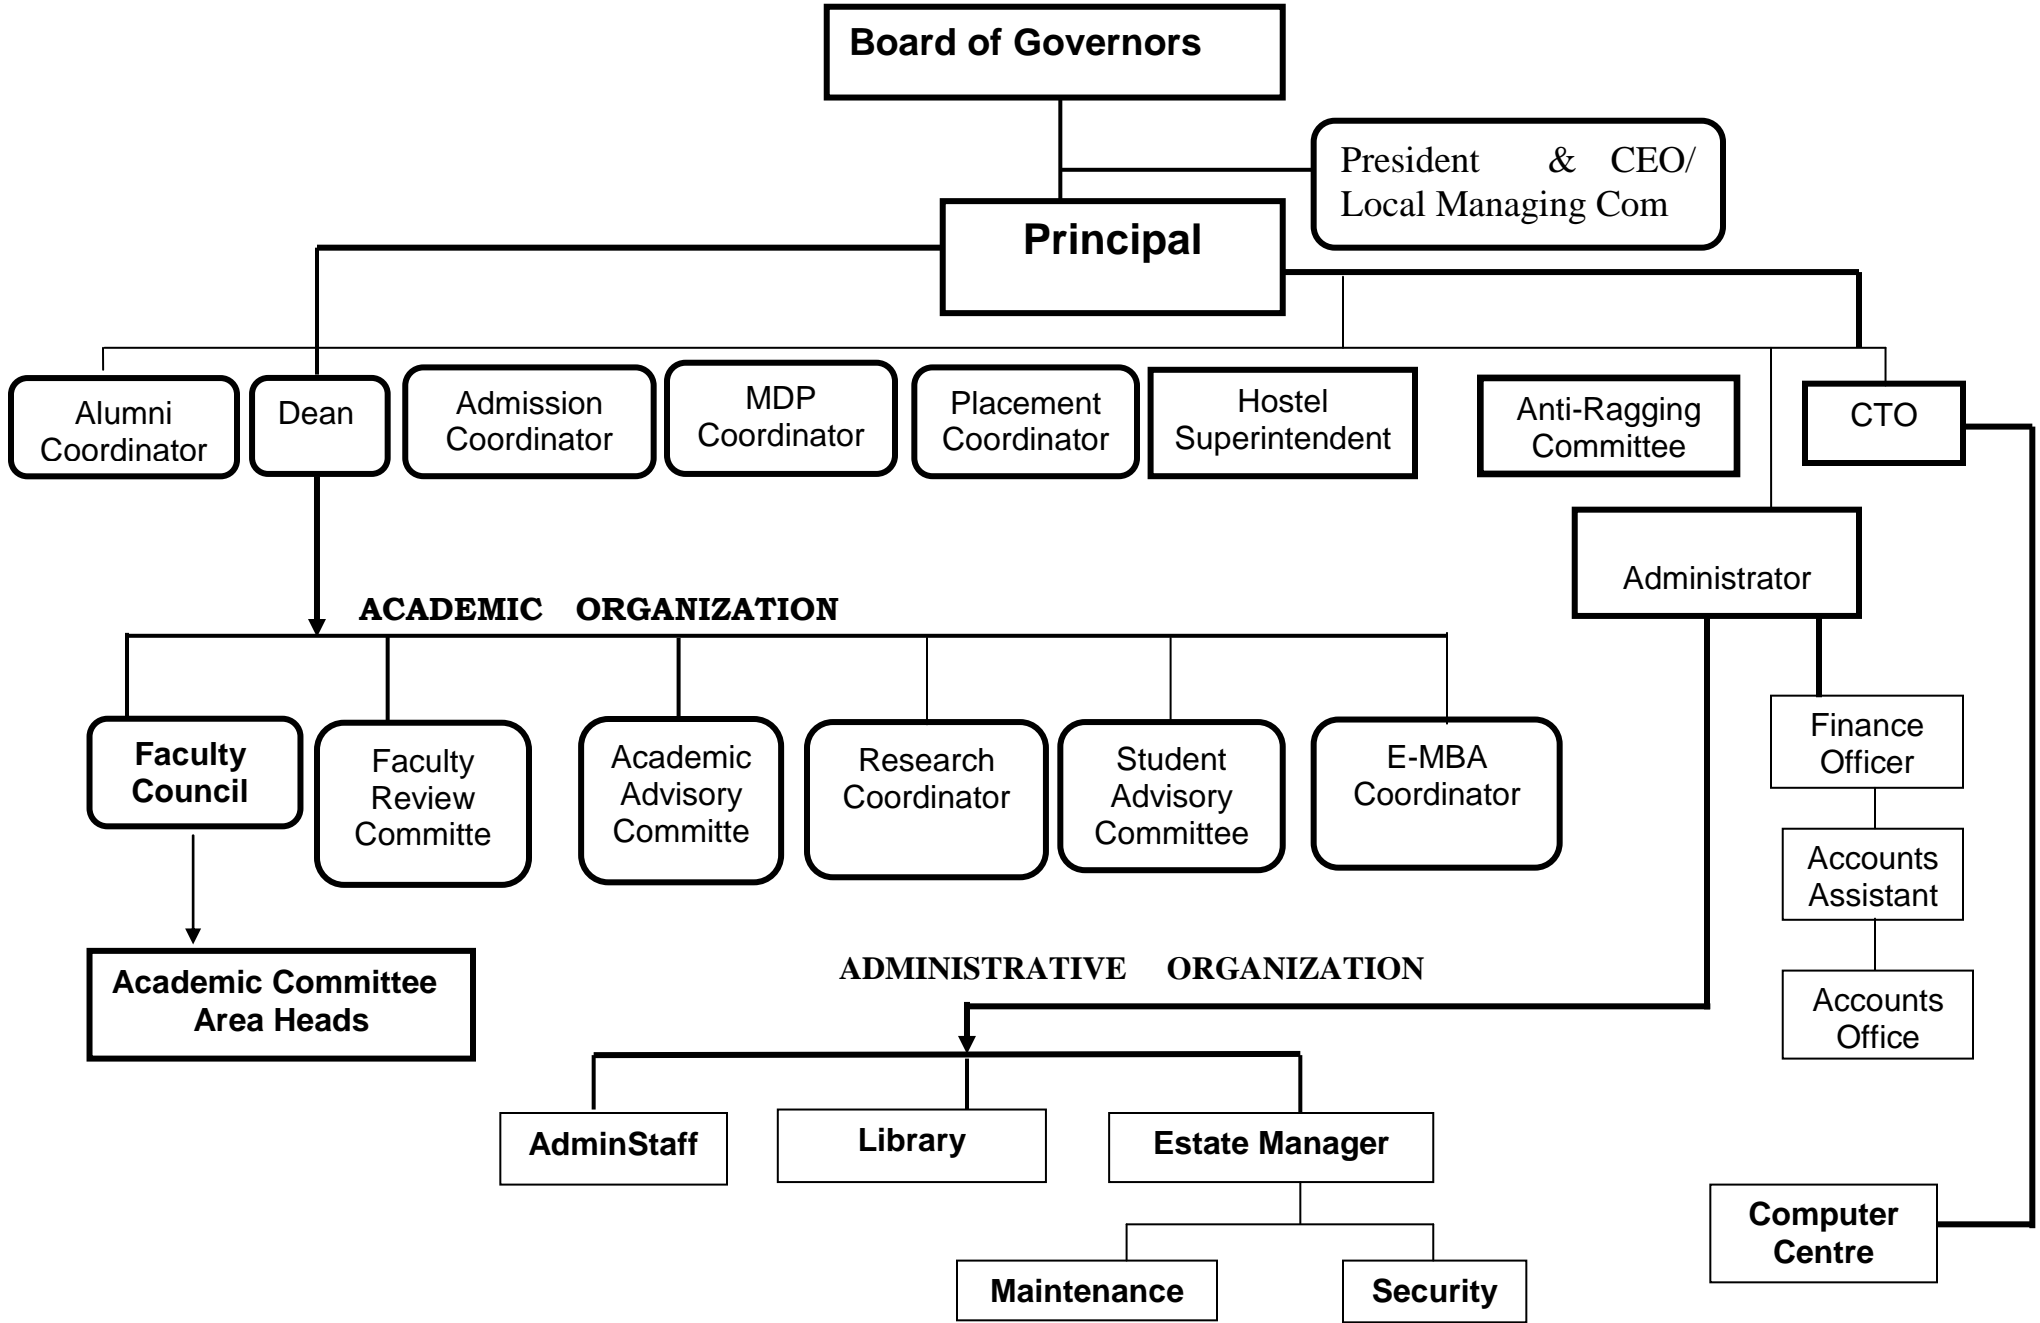 Board of Governors
President & CEO/
Local Managing Com
Principal
Alumni
Coordinator
Dean
Admission
Coordinator
MDP
Coordinator
Placement
Coordinator
Hostel
Superintendent
Anti-Ragging
Committee
CTO
Administrator
ACADEMIC ORGANIZATION
Faculty
Council
Faculty
Review
Committe
Academic
Advisory
Committe
Research
Coordinator
Student
Advisory
Committee
E-MBA
Coordinator
Finance
Officer
Accounts
Assistant
Accounts
Office
Academic Committee
Area Heads
ADMINISTRATIVE ORGANIZATION
AdminStaff
Library
Estate Manager
Maintenance
Security
Computer
Centre